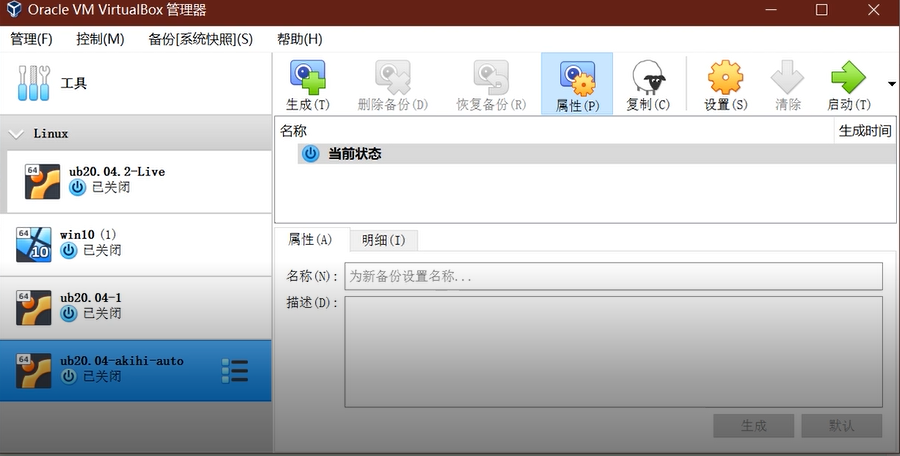 Oracle VM VirtualBox 管理器
管理(F) 控制(M) 备份[系统快照](S) 帮助(H)
工具
生成(T) 删除备份(D) 恢复备份(R) 属性(P) 复制(C) 设置(S) 清除 启动(T)
名称 生成时间
当前状态
Linux
64
ub20.04.2-Live
已关闭
64
10
win10 (1)
已关闭
64
ub20.04-1
已关闭
64
ub20.04-akihi-auto
已关闭
属性(A) 明细(I)
名称(N): 为新备份设置名称...
描述(D):
生成 默认